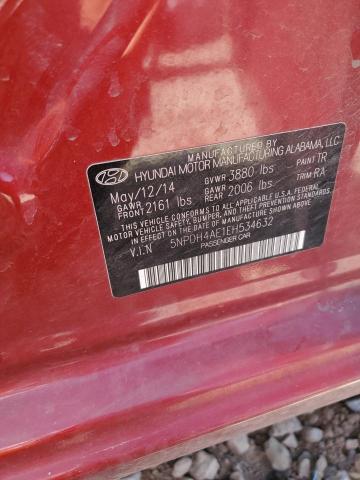 MANUFACTURED BY
HYUNDAI MOTOR MANUFACTURING ALABAMA, LLC
May/12/14 GVWR 3880 lbs PAINT TR
GAWR FRONT 2161 lbs GAWR REAR 2006 lbs TRIM RA
THIS VEHICLE CONFORMS TO ALL APPLICABLE U.S. FEDERAL MOTOR VEHICLE SAFETY, BUMPER, AND THEFT PREVENTION STANDARDS
IN EFFECT ON THE DATE OF MANUFACTURE SHOWN ABOVE.
V.I.N 5NPDH4AE1EH534632
PASSENGER CAR